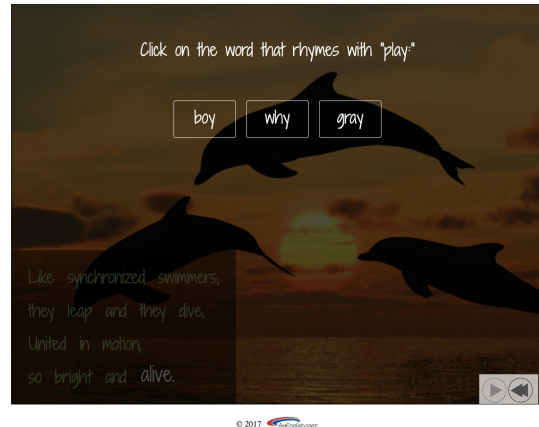 Click on the word that rhymes with "play:"
boy why gray
Like synchronized swimmers,
they leap and they dive,
United in motion,
so bright and alive.
© 2017